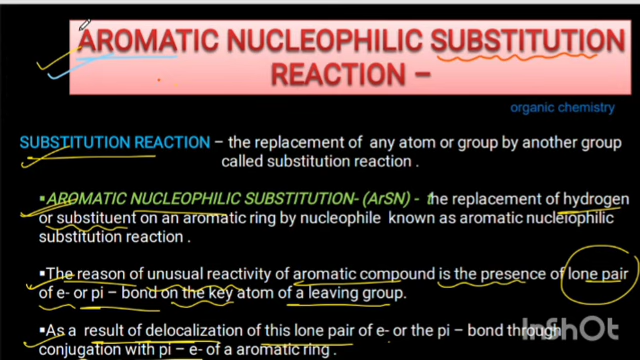 AROMATIC NUCLEOPHILIC SUBSTITUTION
REACTION –
organic chemistry
SUBSTITUTION REACTION – the replacement of any atom or group by another group
called substitution reaction .
▪AROMATIC NUCLEOPHILIC SUBSTITUTION- (ArSN) - the replacement of hydrogen
or substituent on an aromatic ring by nucleophile known as aromatic nucleiophilic
substitution reaction .
▪The reason of unusual reactivity of aromatic compound is the presence of lone pair
of e- or pi – bond on the key atom of a leaving group.
▪As a result of delocalization of this lone pair of e- or the pi – bond through
conjugation with pi – e- of a aromatic ring .
InShOt